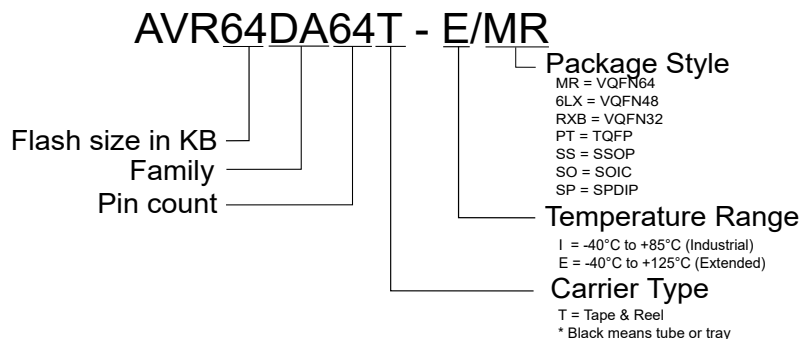 AVR64DA64T - E/MR
Package Style
MR = VQFN64
6LX = VQFN48
RXB = VQFN32
PT = TQFP
SS = SSOP
SO = SOIC
SP = SPDIP
Flash size in KB
Family
Pin count
Temperature Range
I = -40°C to +85°C (Industrial)
E = -40°C to +125°C (Extended)
Carrier Type
T = Tape & Reel
* Black means tube or tray